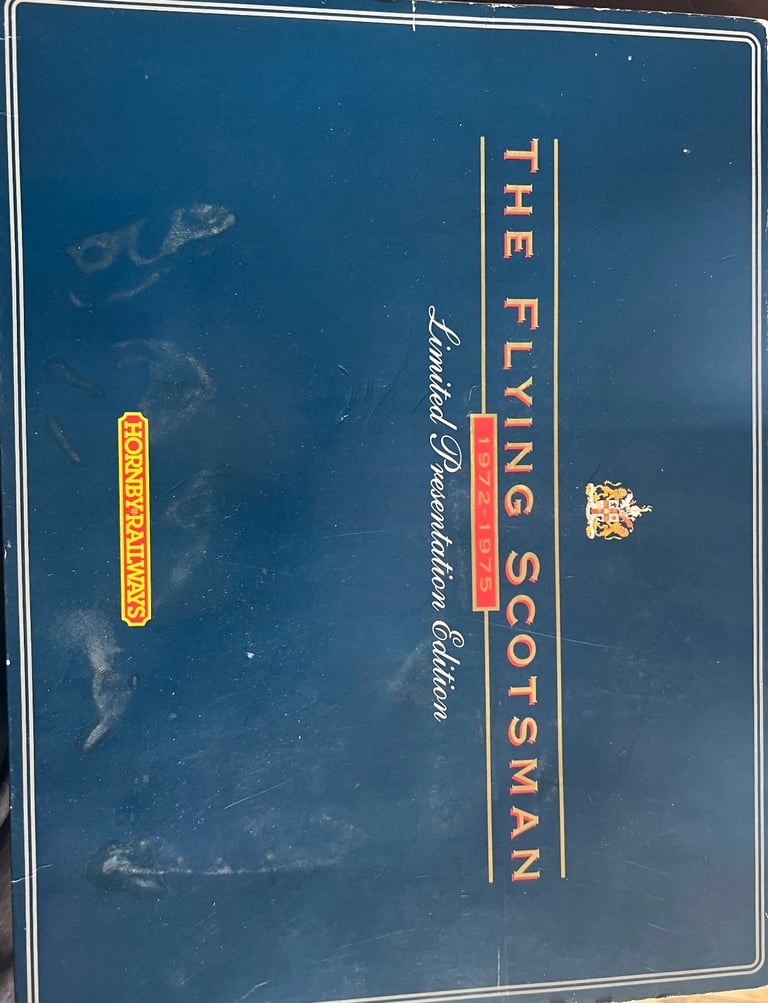 THE FLYING SCOTSMAN
1972-1975
Limited Presentation Edition
HORNBY® RAILWAYS